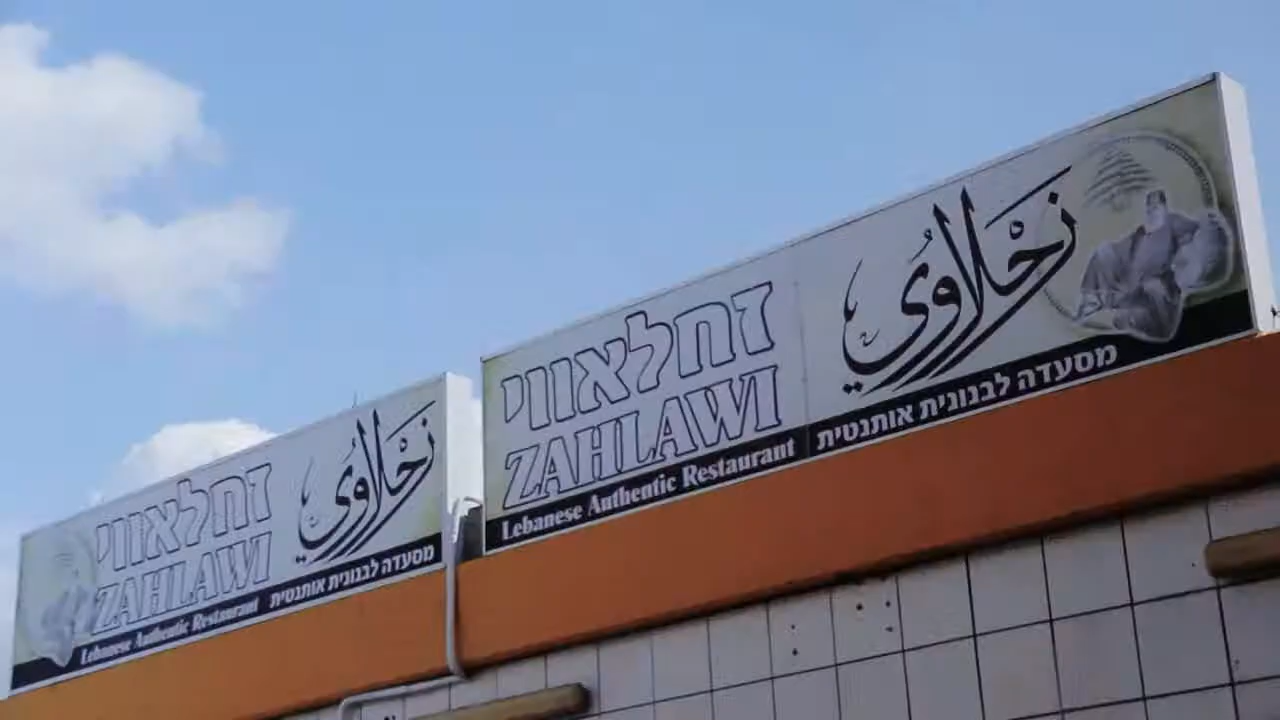 זחלאווי
ZAHLAWI
Lebanese Authentic Restaurant
زحلاوي
מסעדה לבנונית אותנטית
זחלאווי
ZAHLAWI
Lebanese Authentic Restaurant
زحلاوي
מסעדה לבנונית אותנטית